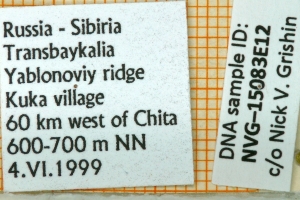 Russia - Sibiria
Transbaykalia
Yablonoviy ridge
Kuka village
60 km west of Chita
600-700 m NN
4.VI.1999
DNA sample ID:
NVG-15083E12
c/o Nick V. Grishin